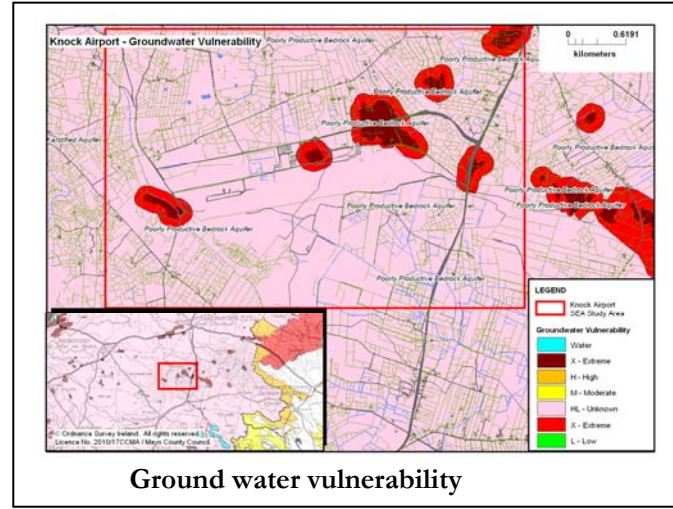 Knock Airport - Groundwater Vulnerability
Poorly Productive Bedrock Aquifer
0 0.6191
kilometers
Poorly Productive Bedrock Aquifer
Poorly Productive Bedrock Aquifer
Poorly Productive Bedrock Aquifer
Karstified Aquifer
Poorly Productive Bedrock Aquifer
Poorly Productive Bedrock Aquifer
Poorly Productive Bedrock Aquifer
Poorly Productive Bedrock Aquifer
Poorly Productive Bedrock Aquifer
Poorly Productive Bedrock Aquifer
Poorly Productive Bedrock Aquifer
LEGEND
Knock Airport
SEA Study Area
Groundwater Vulnerability
Water
X - Extreme
H - High
M - Moderate
HL - Unknown
X - Extreme
L - Low
© Ordnance Survey Ireland. All rights reserved.
Licence No. 2010/17CCMA / Mayo County Council.
Ground water vulnerability